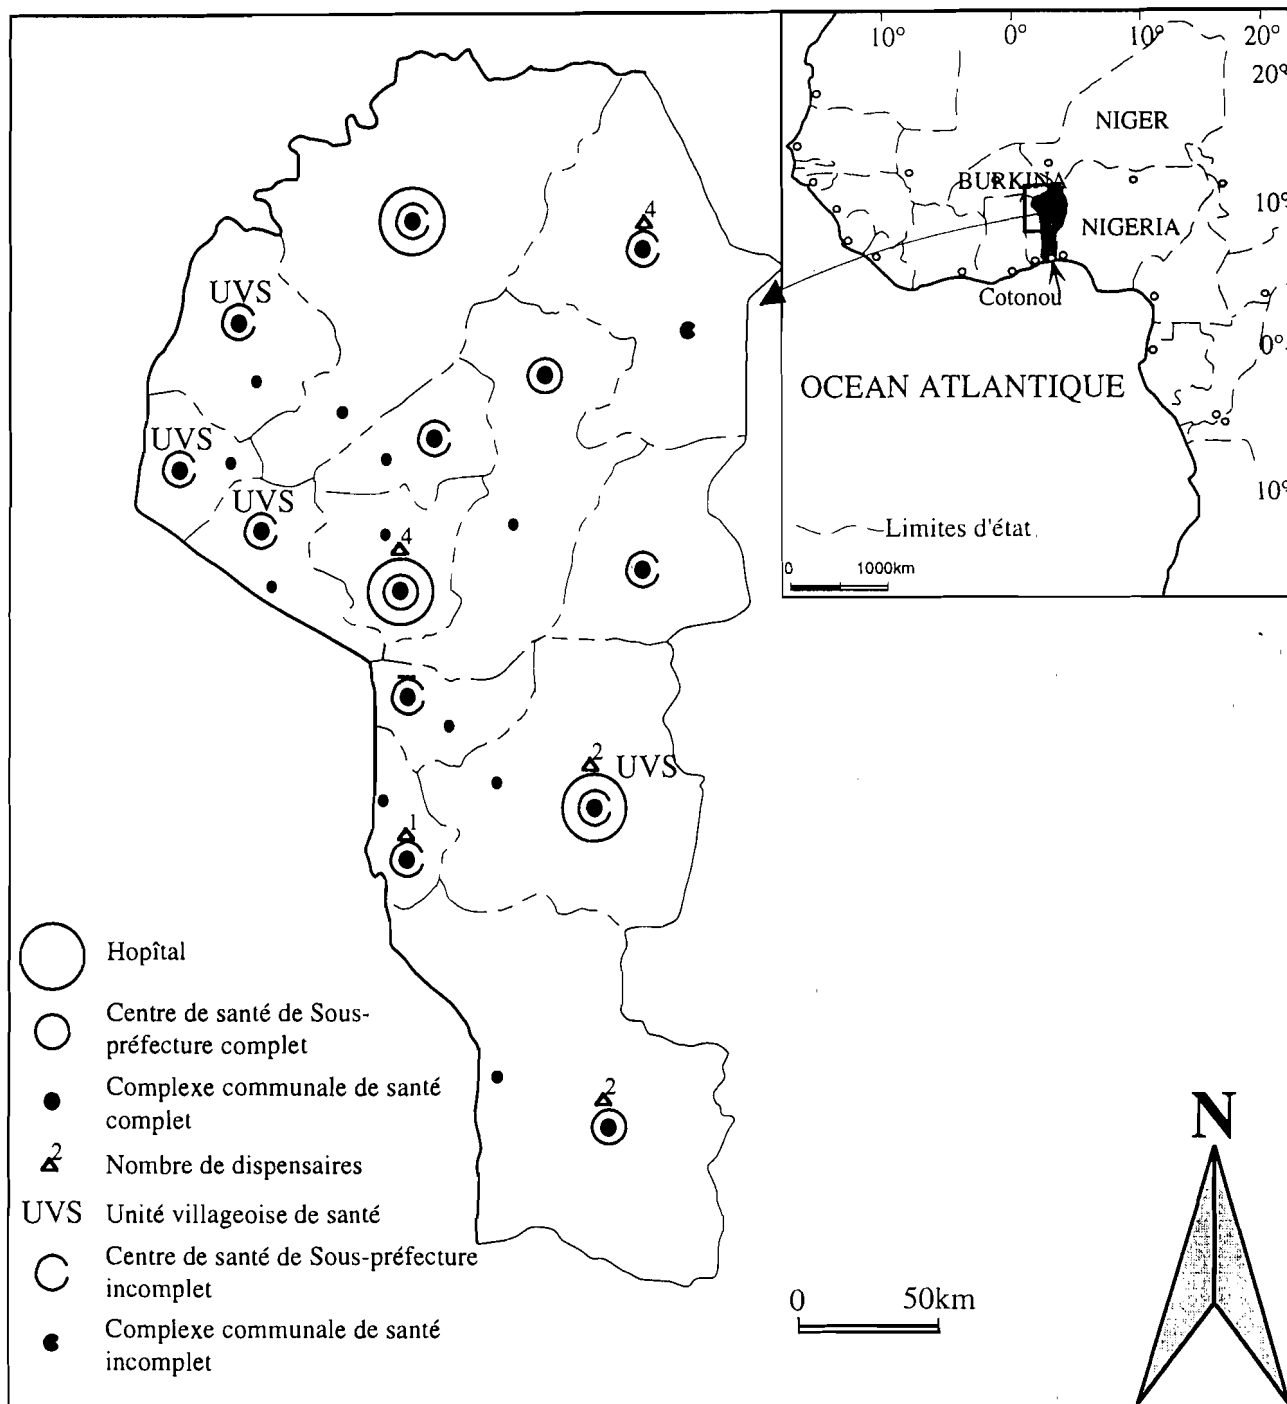 10°
0°
10°
20°
20°
NIGER
BURKINA
10°
NIGERIA
Cotonou
0°
OCEAN ATLANTIQUE
10°
Limites d'état
0
1000km
4
UVS
UVS
UVS
4
2
UVS
1
2
Hopîtal
Centre de santé de Sous-
préfecture complet
Complexe communale de santé
complet
2
Nombre de dispensaires
UVS
Unité villageoise de santé
Centre de santé de Sous-préfecture
incomplet
Complexe communale de santé
incomplet
0
50km
N